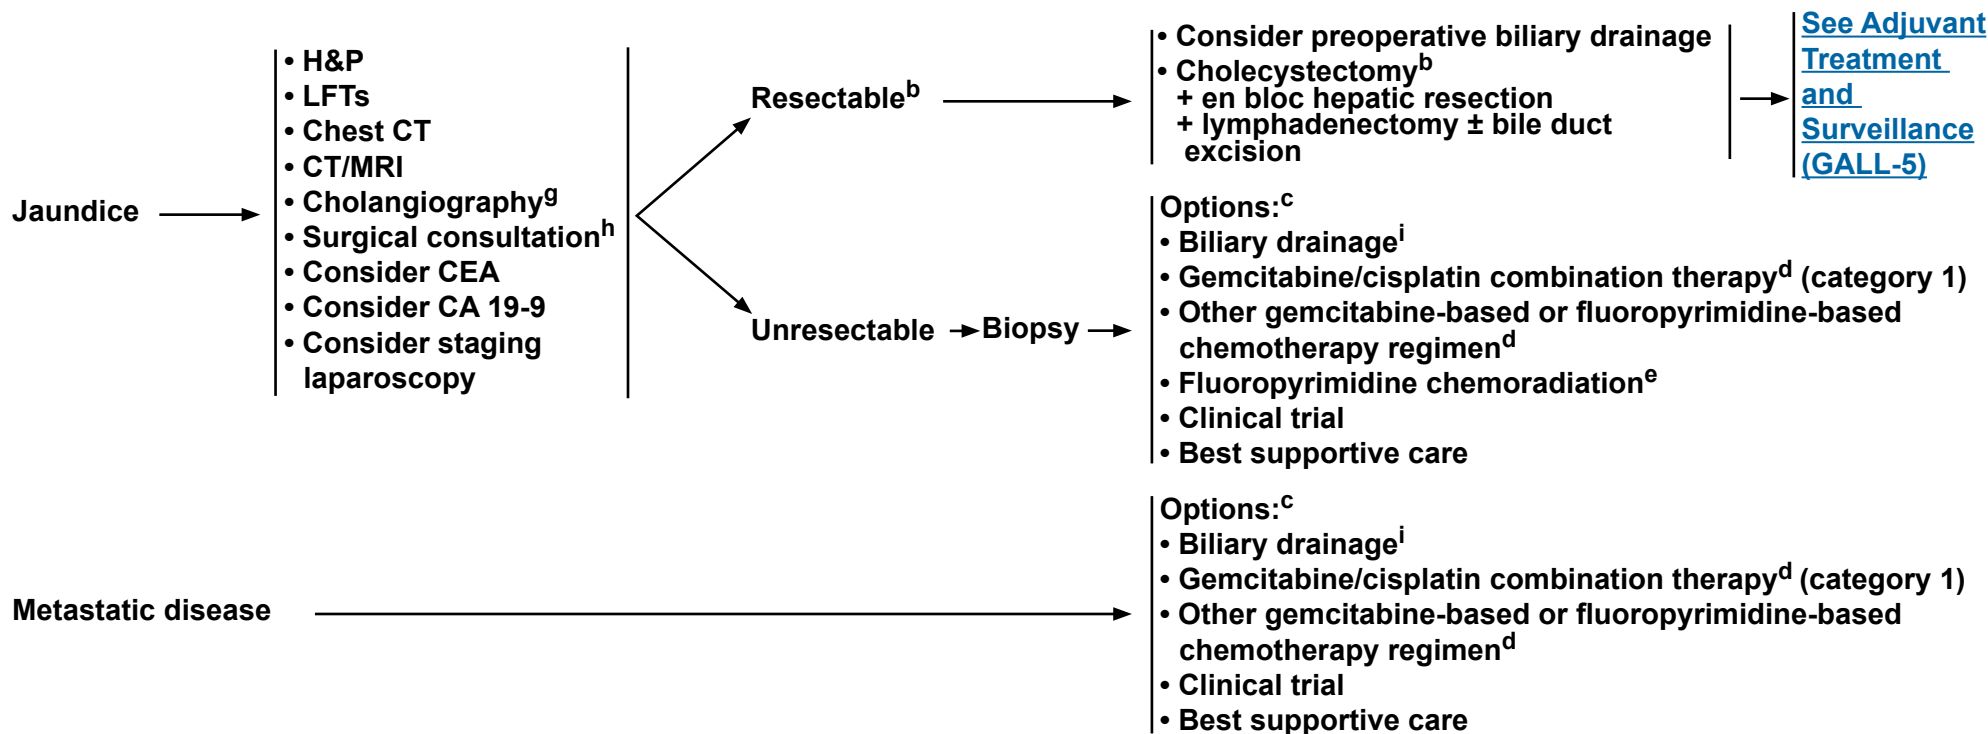 Jaundice
• H&P
• LFTs
• Chest CT
• CT/MRI
• Cholangiographyᵍ
• Surgical consultationʰ
• Consider CEA
• Consider CA 19-9
• Consider staging
laparoscopy
Resectableᵇ
• Consider preoperative biliary drainage
• Cholecystectomyᵇ
+ en bloc hepatic resection
+ lymphadenectomy ± bile duct
excision
See Adjuvant
Treatment
and
Surveillance
(GALL-5)
Unresectable
Biopsy
Options:ᶜ
• Biliary drainageⁱ
• Gemcitabine/cisplatin combination therapyᵈ (category 1)
• Other gemcitabine-based or fluoropyrimidine-based
chemotherapy regimenᵈ
• Fluoropyrimidine chemoradiationᵉ
• Clinical trial
• Best supportive care
Metastatic disease
Options:ᶜ
• Biliary drainageⁱ
• Gemcitabine/cisplatin combination therapyᵈ (category 1)
• Other gemcitabine-based or fluoropyrimidine-based
chemotherapy regimenᵈ
• Clinical trial
• Best supportive care